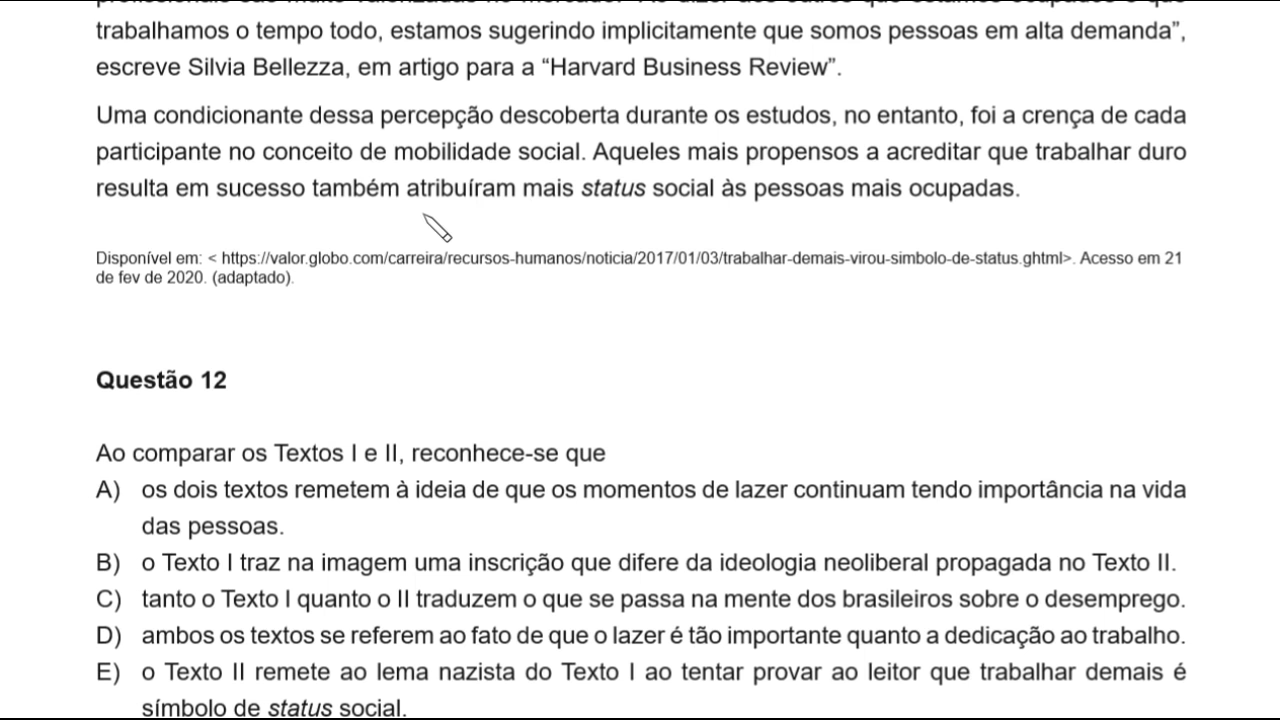 trabalhamos o tempo todo, estamos sugerindo implicitamente que somos pessoas em alta demanda”,
escreve Silvia Bellezza, em artigo para a “Harvard Business Review”.
Uma condicionante dessa percepção descoberta durante os estudos, no entanto, foi a crença de cada
participante no conceito de mobilidade social. Aqueles mais propensos a acreditar que trabalhar duro
resulta em sucesso também atribuíram mais status social às pessoas mais ocupadas.
Disponível em: < https://valor.globo.com/carreira/recursos-humanos/noticia/2017/01/03/trabalhar-demais-virou-simbolo-de-status.ghtml>. Acesso em 21
de fev de 2020. (adaptado).
Questão 12
Ao comparar os Textos I e II, reconhece-se que
A) os dois textos remetem à ideia de que os momentos de lazer continuam tendo importância na vida
das pessoas.
B) o Texto I traz na imagem uma inscrição que difere da ideologia neoliberal propagada no Texto II.
C) tanto o Texto I quanto o II traduzem o que se passa na mente dos brasileiros sobre o desemprego.
D) ambos os textos se referem ao fato de que o lazer é tão importante quanto a dedicação ao trabalho.
E) o Texto II remete ao lema nazista do Texto I ao tentar provar ao leitor que trabalhar demais é
símbolo de status social.